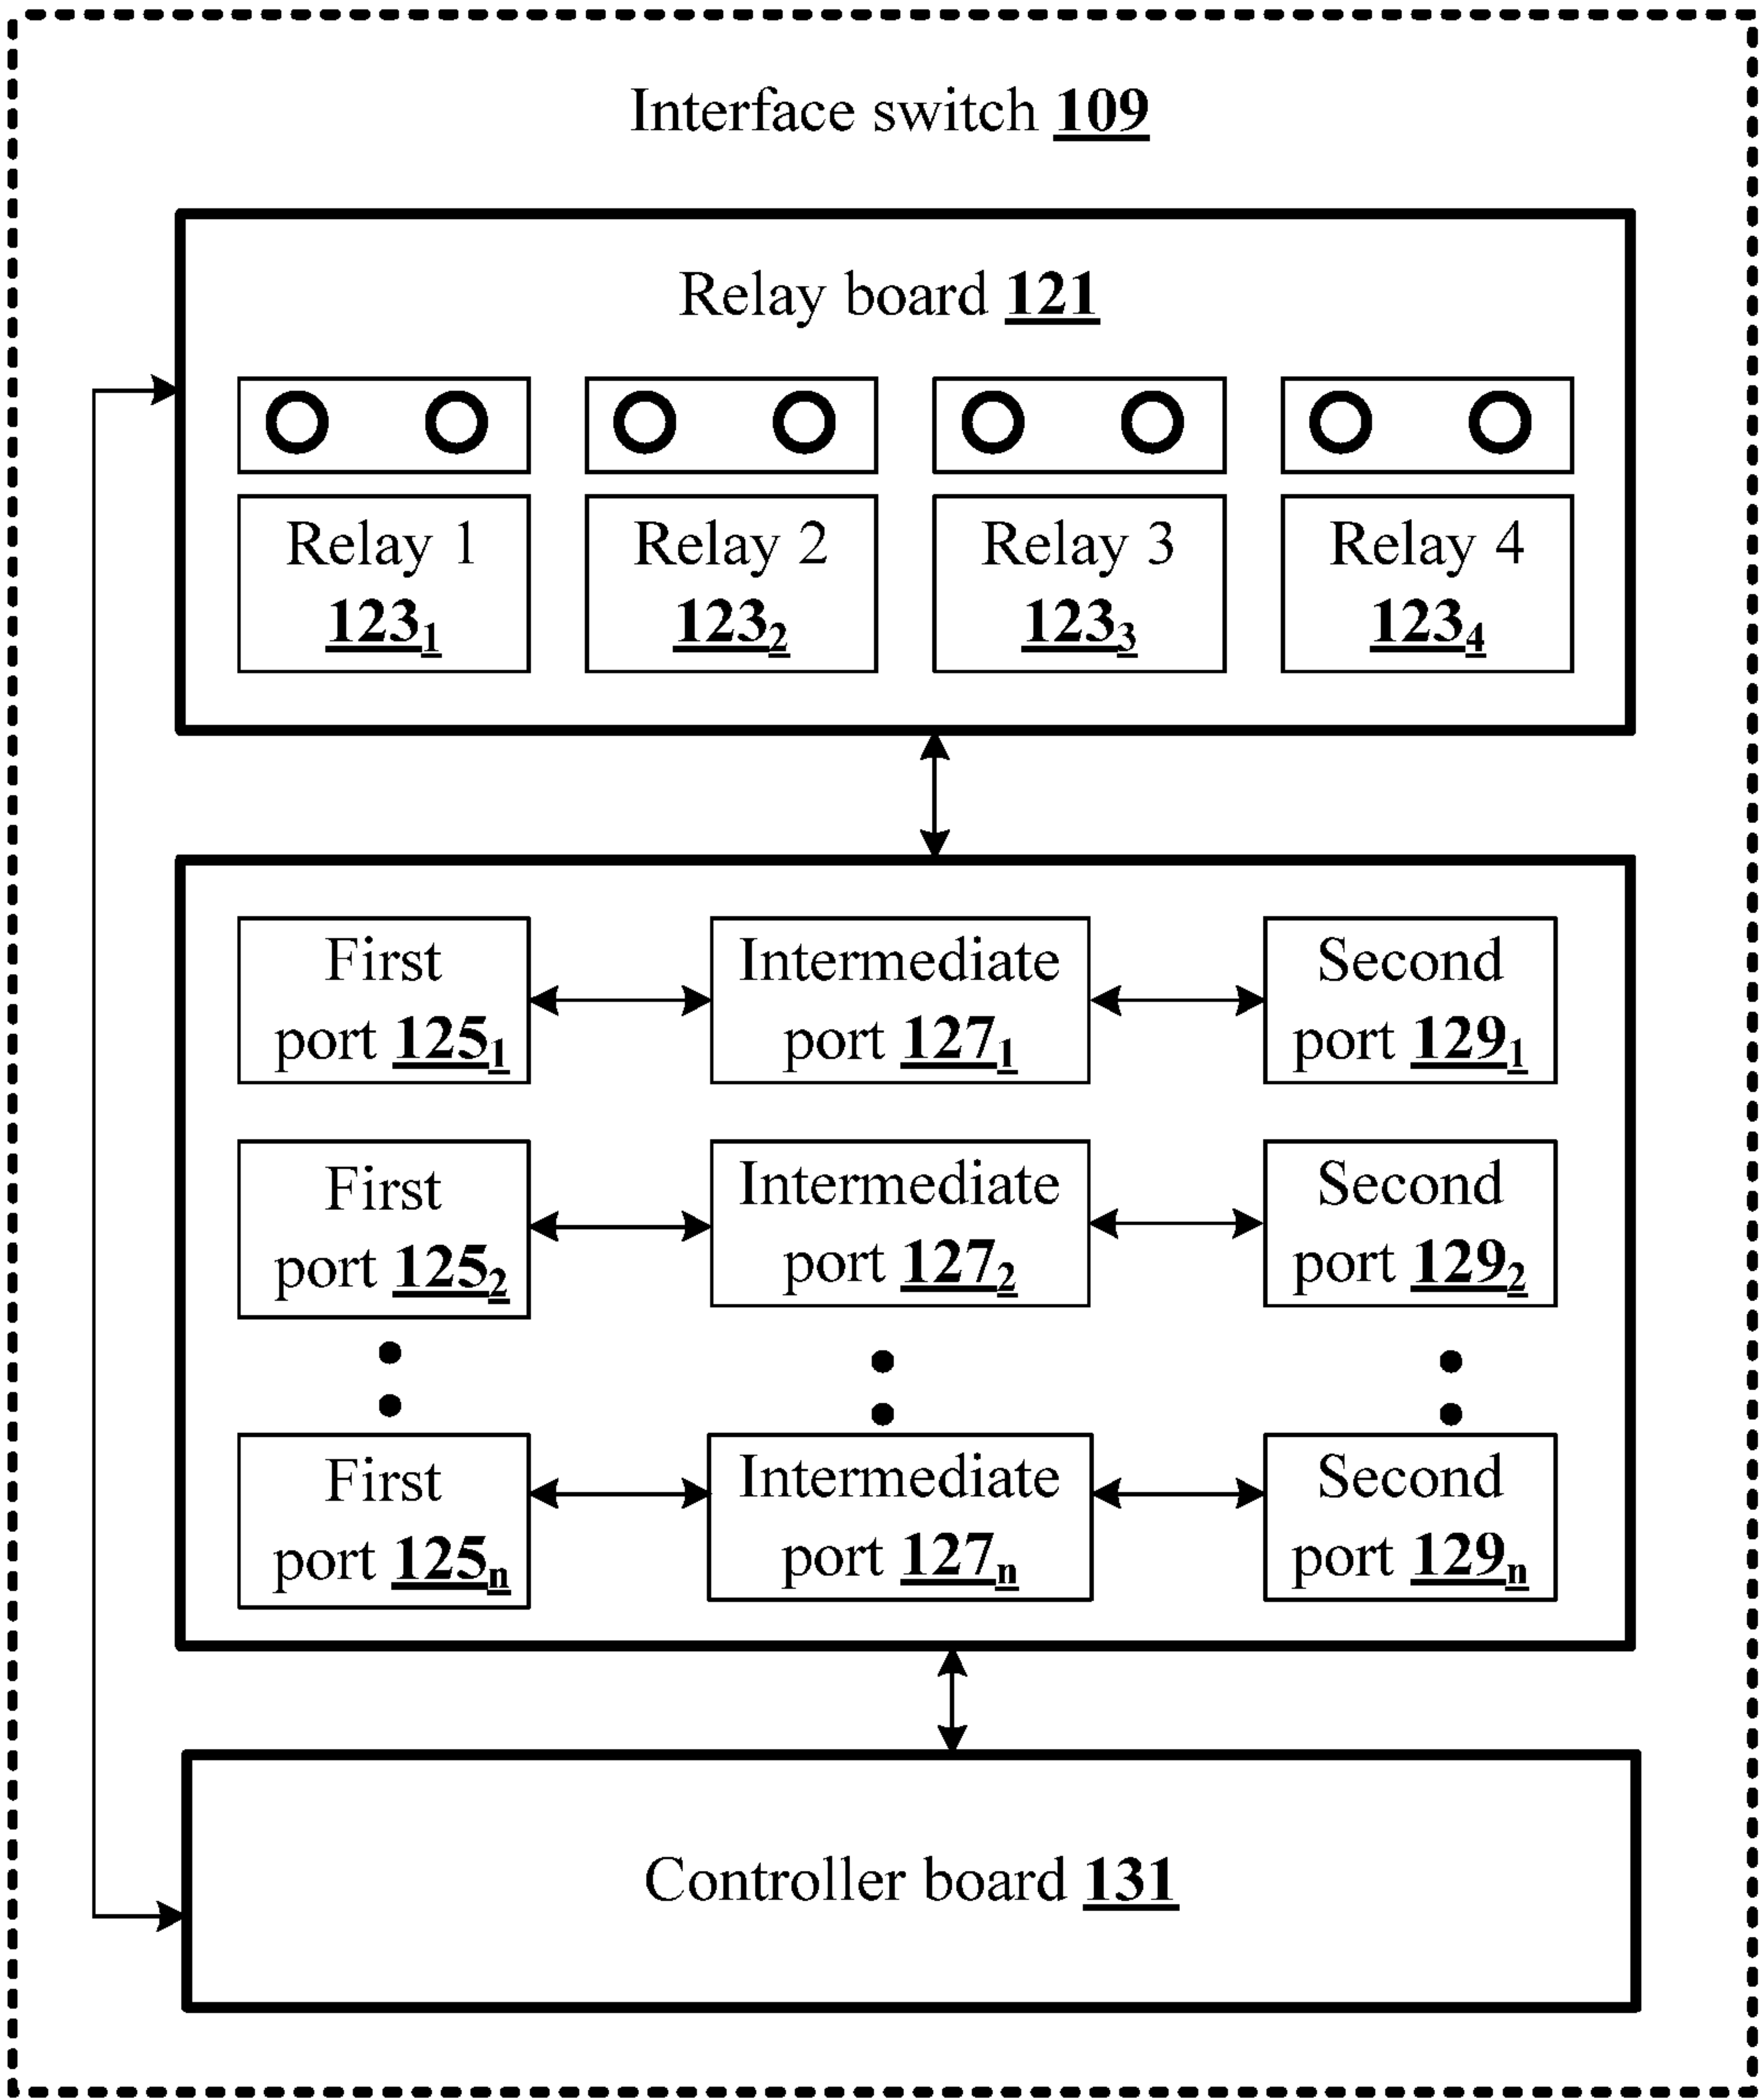 Interface switch 109
Relay board 121
Relay 1
123₁
Relay 2
123₂
Relay 3
123₃
Relay 4
123₄
First
port 125₁
Intermediate
port 127₁
Second
port 129₁
First
port 125₂
Intermediate
port 127₂
Second
port 129₂
First
port 125ₙ
Intermediate
port 127ₙ
Second
port 129ₙ
Controller board 131